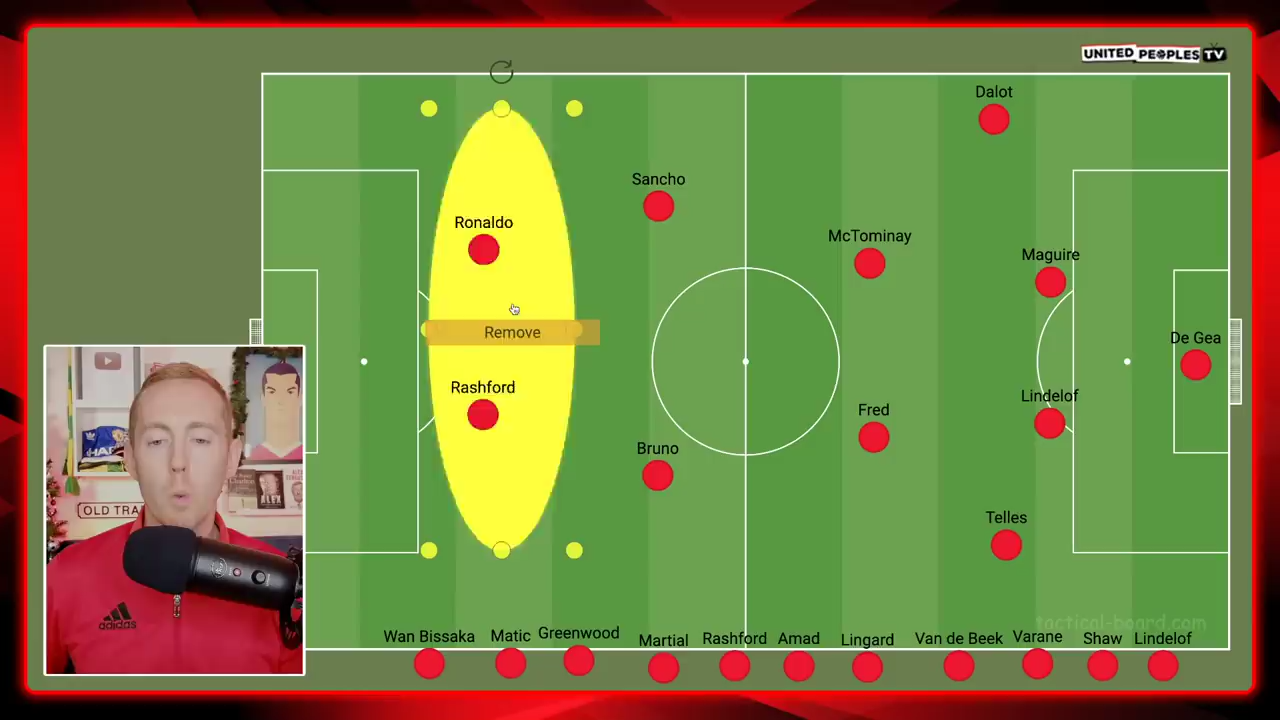 UNITED PEOPLES TV
Dalot
Sancho
Ronaldo
McTominay
Maguire
Remove
De Gea
Rashford
Lindelof
Fred
Bruno
Telles
OLD TRA
ALEX
adidas
tactical-board.com
Wan Bissaka
Matic
Greenwood
Martial
Rashford
Amad
Lingard
Van de Beek
Varane
Shaw
Lindelof